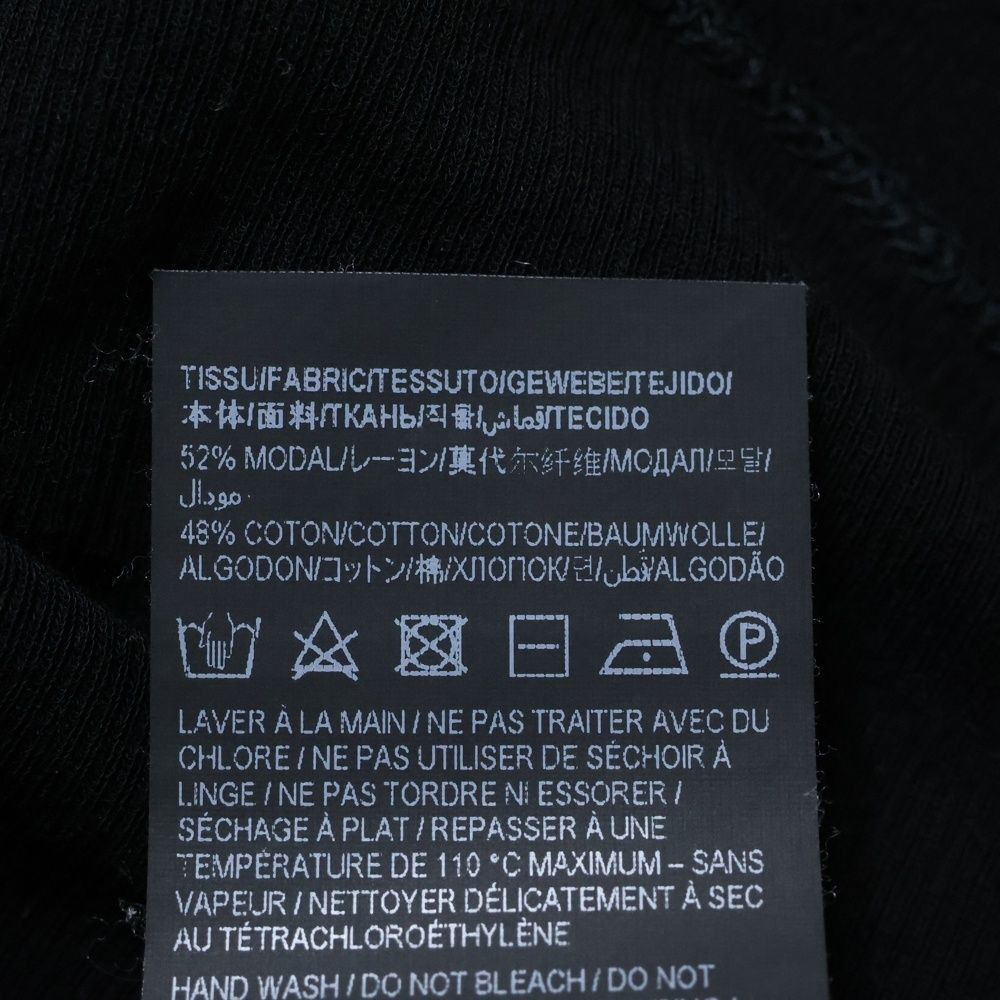 TISSU/FABRIC/TESSUTO/GEWEBE/TEJIDO/
本体/面料/ТКАНЬ/직물/قماش/TECIDO
52% MODAL/レーヨン/莫代尔纤维/МОДАЛ/모달/
مودال
48% COTON/COTTON/COTONE/BAUMWOLLE/
ALGODON/コットン/棉/ХЛОПОК/면/قطن/ALGODÃO
P
LAVER À LA MAIN / NE PAS TRAITER AVEC DU
CHLORE / NE PAS UTILISER DE SÉCHOIR À
LINGE / NE PAS TORDRE NI ESSORER /
SÉCHAGE À PLAT / REPASSER À UNE
TEMPÉRATURE DE 110 °C MAXIMUM – SANS
VAPEUR / NETTOYER DÉLICATEMENT À SEC
AU TÉTRACHLOROÉTHYLÈNE
HAND WASH / DO NOT BLEACH / DO NOT